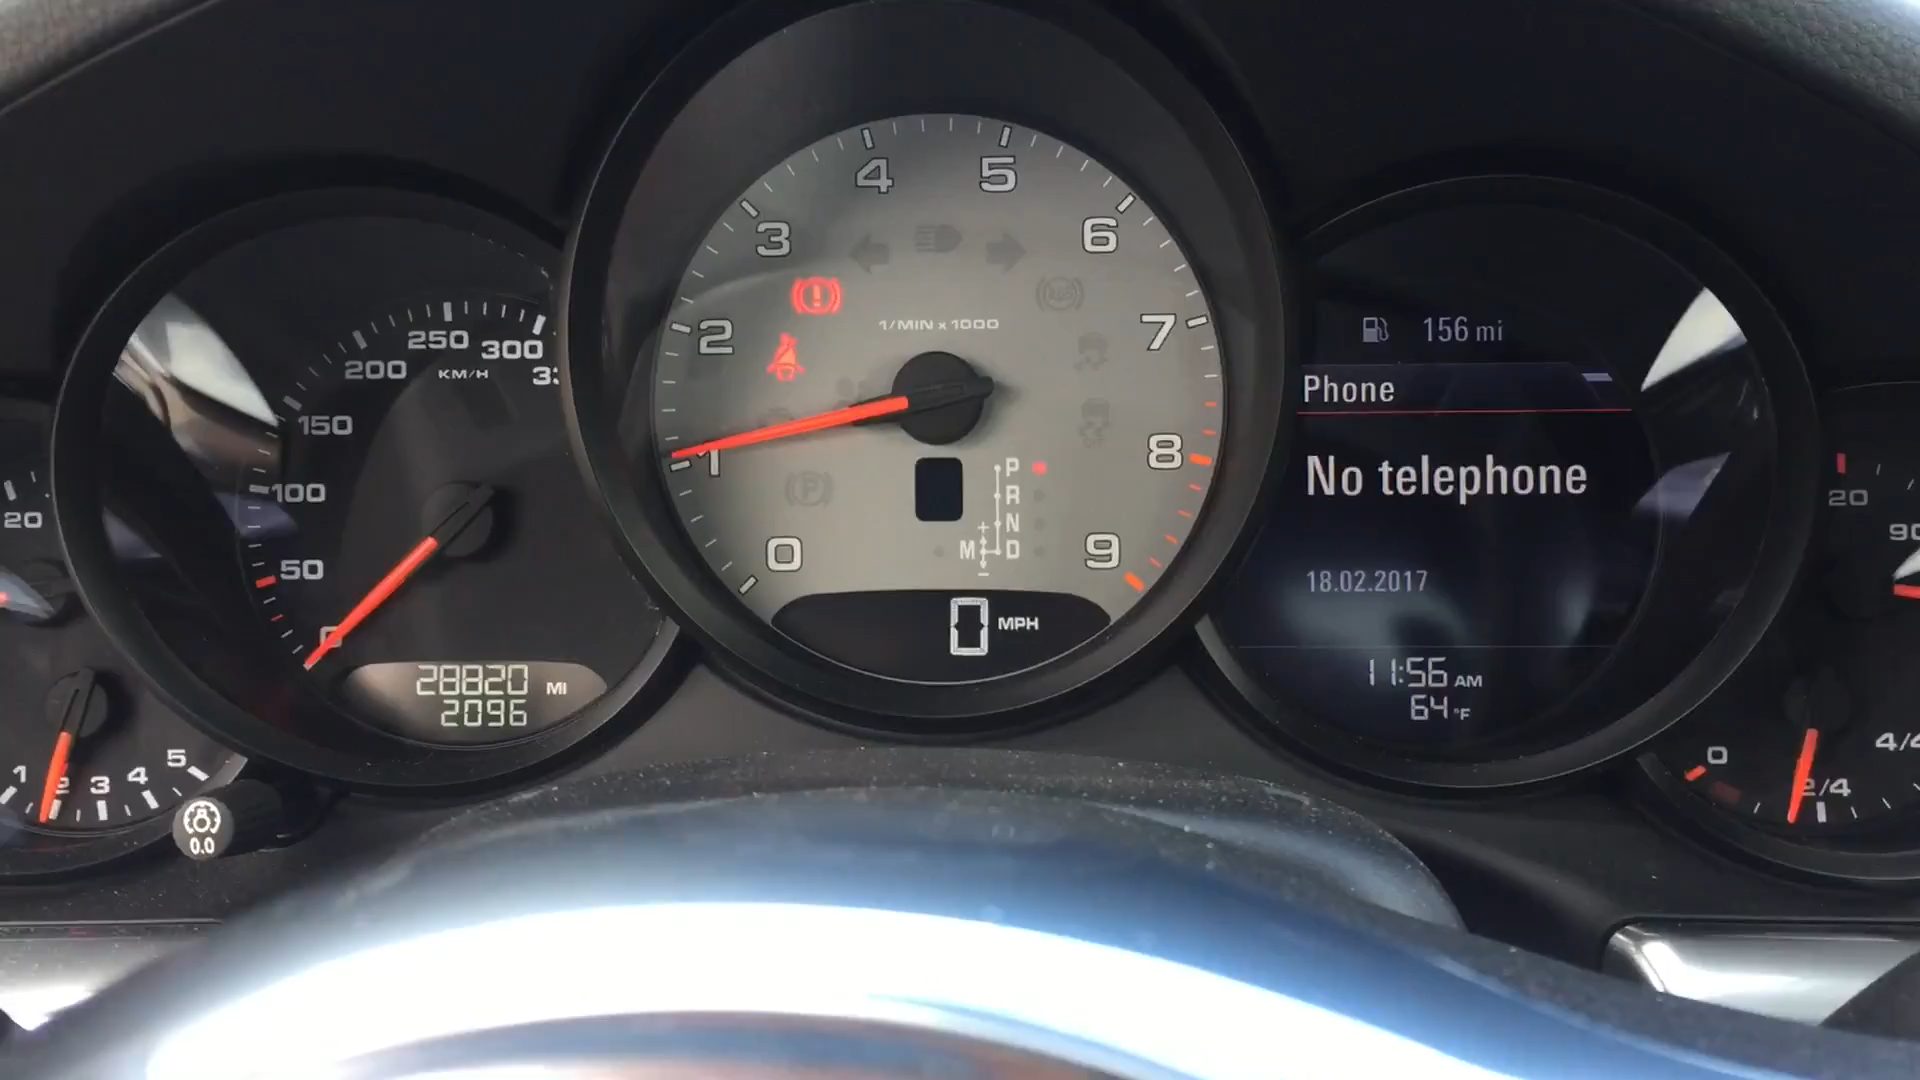 20
1
2
3
4
5
0.0
50
100
150
200
250
300
KM/H
28820 MI
2096
0
1
2
3
4
5
6
7
8
9
1/MIN x 1000
P
P
R
N
M D
+
-
0 MPH
156 mi
Phone
No telephone
18.02.2017
11:56 AM
64 °F
20
0
2/4